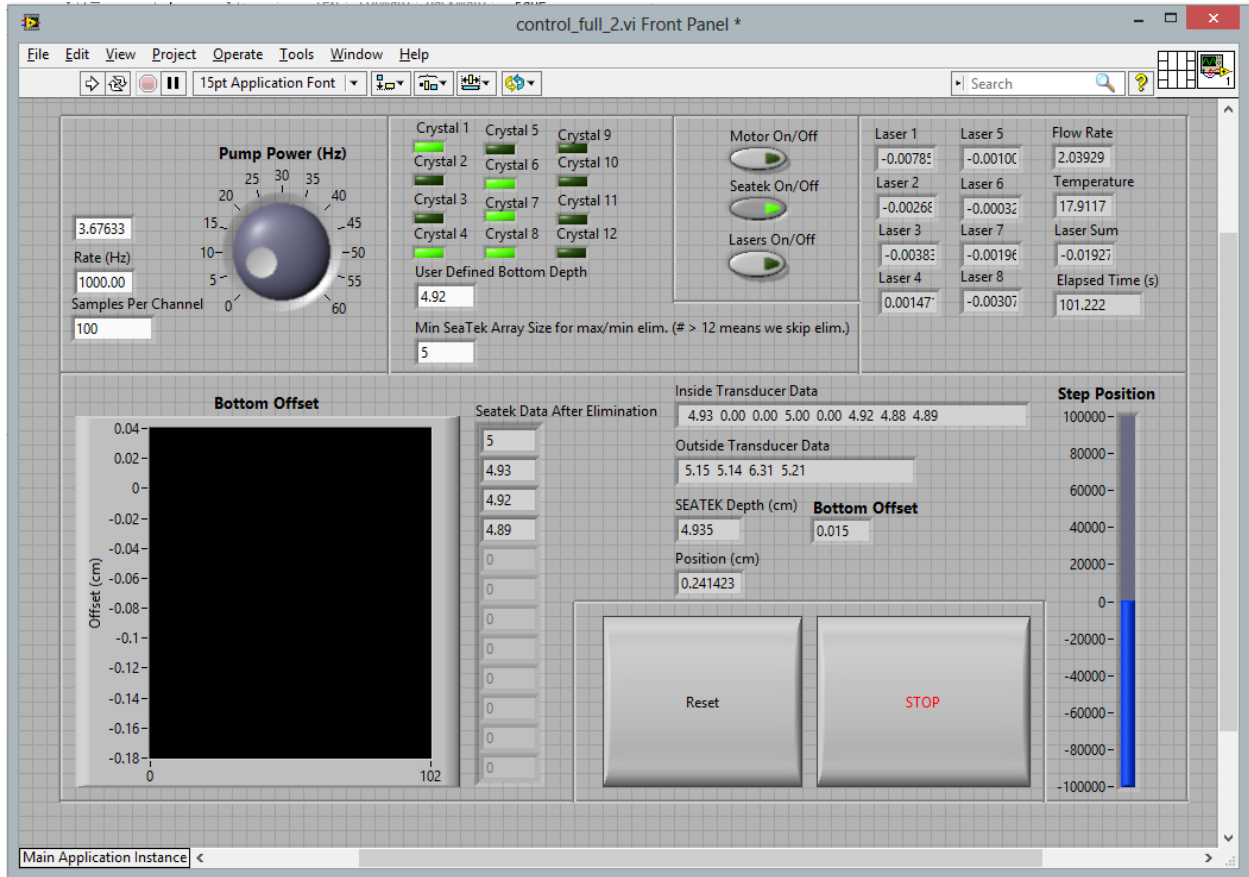 control_full_2.vi Front Panel *
File Edit View Project Operate Tools Window Help
15pt Application Font
Search
?
1
Pump Power (Hz)
0 5 10 15 20 25 30 35 40 45 50 55 60
3.67633
Rate (Hz)
1000.00
Samples Per Channel
100
Crystal 1 Crystal 5 Crystal 9
Crystal 2 Crystal 6 Crystal 10
Crystal 3 Crystal 7 Crystal 11
Crystal 4 Crystal 8 Crystal 12
User Defined Bottom Depth
4.92
Min SeaTek Array Size for max/min elim. (# > 12 means we skip elim.)
5
Motor On/Off
Seatek On/Off
Lasers On/Off
Laser 1 Laser 5 Flow Rate
-0.00785 -0.00100 2.03929
Laser 2 Laser 6 Temperature
-0.00268 -0.00032 17.9117
Laser 3 Laser 7 Laser Sum
-0.00383 -0.00196 -0.01927
Laser 4 Laser 8 Elapsed Time (s)
0.00147 -0.00307 101.222
Bottom Offset
Offset (cm)
0.04
0.02
0
-0.02
-0.04
-0.06
-0.08
-0.1
-0.12
-0.14
-0.16
-0.18
0 102
Seatek Data After Elimination
5
4.93
4.92
4.89
0
0
0
0
0
0
0
0
Inside Transducer Data
4.93 0.00 0.00 5.00 0.00 4.92 4.88 4.89
Outside Transducer Data
5.15 5.14 6.31 5.21
SEATEK Depth (cm) Bottom Offset
4.935 0.015
Position (cm)
0.241423
Reset
STOP
Step Position
100000
80000
60000
40000
20000
0
-20000
-40000
-60000
-80000
-100000
Main Application Instance